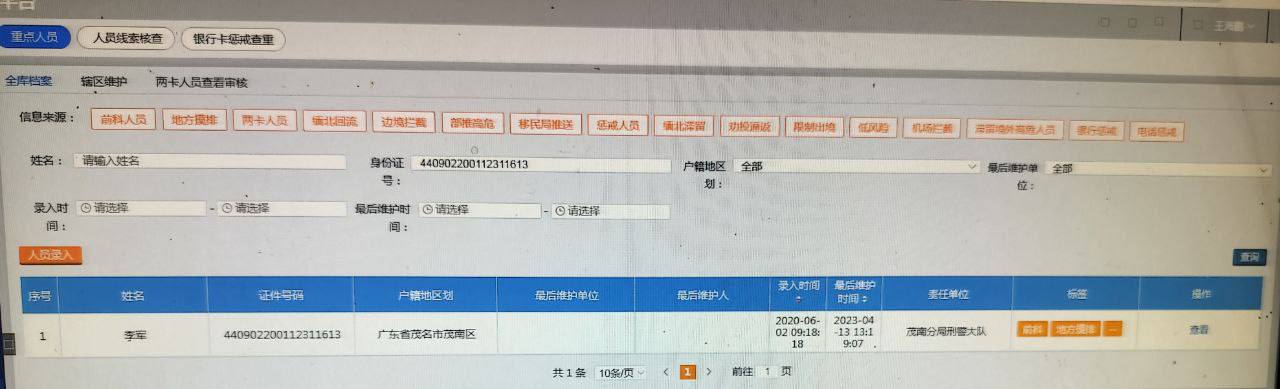 平台
王海鑫
重点人员 人员线索核查 银行卡惩戒查重
全库档案 辖区维护 两卡人员查看审核
信息来源： 前科人员 地方摸排 两卡人员 缅北回流 边境拦截 部推高危 移民局推送 惩戒人员 缅北滞留 劝投遣返 限制出境 低风险 机场拦截 滞留境外高危人员 银行惩戒 电话惩戒
姓名： 请输入姓名 身份证号： 440902200112311613 户籍地区划： 全部 最后维护单位： 全部
录入时间： 请选择 - 请选择 最后维护时间： 请选择 - 请选择
人员录入 查询
序号 姓名 证件号码 户籍地区划 最后维护单位 最后维护人 录入时间 最后维护时间 责任单位 标签 操作
1 李军 440902200112311613 广东省茂名市茂南区 2020-06-02 09:18:18 2023-04-13 13:19:07 茂南分局刑警大队 前科 地方摸排 ... 查看
共 1 条 10条/页 < 1 > 前往 1 页